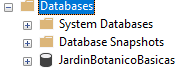 Databases
System Databases
Database Snapshots
JardinBotanicoBasicas